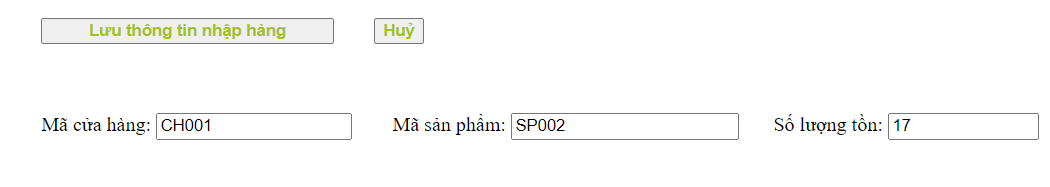 Lưu thông tin nhập hàng Huỷ
Mã cửa hàng: CH001 Mã sản phẩm: SP002 Số lượng tồn: 17